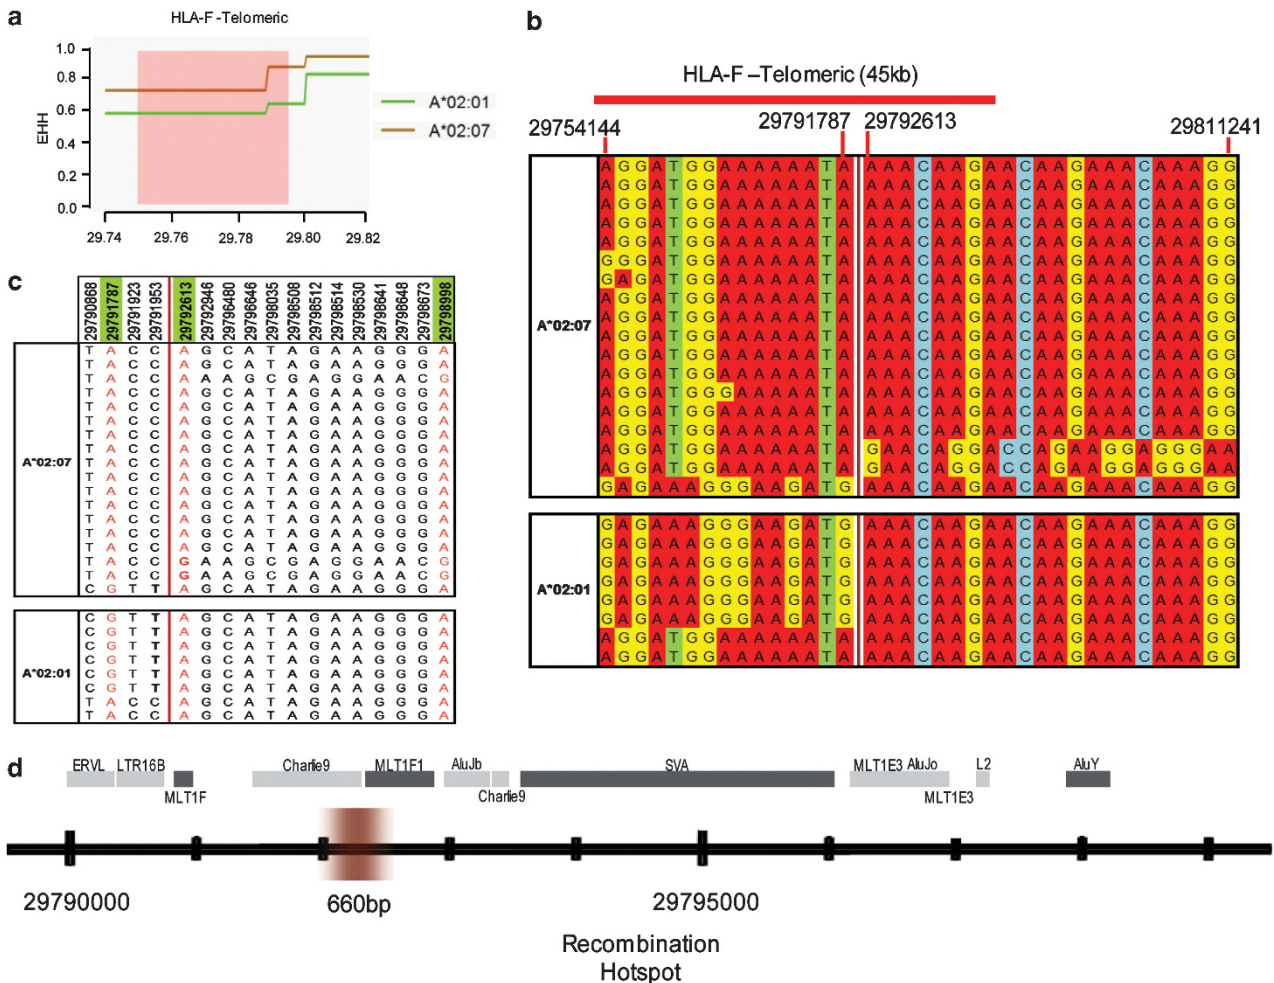 a
HLA-F -Telomeric
1.0
0.8
0.6
0.4
0.2
0.0
EHH
29.74
29.76
29.78
29.80
29.82
A*02:01
A*02:07
b
HLA-F –Telomeric (45kb)
29754144
29791787
29792613
29811241
A*02:07
A G G A T G G A A A A A A T A A A A C A A G A A C A A G A A A C A A A G G
A G G A T G G A A A A A A T A A A A C A A G A A C A A G A A A C A A A G G
A G G A T G G A A A A A A T A A A A C A A G A A C A A G A A A C A A A G G
A G G A T G G A A A A A A T A A A A C A A G A A C A A G A A A C A A A G G
A G G A T G G A A A A A A T A A A A C A A G A A C A A G A A A C A A A G G
G G G A T G G A A A A A A T A A A A C A A G A A C A A G A A A C A A A G G
G A G A T G G A A A A A A T A A A A C A A G A A C A A G A A A C A A A G G
A G G A T G G A A A A A A T A A A A C A A G A A C A A G A A A C A A A G G
A G G A T G G A A A A A A T A A A A C A A G A A C A A G A A A C A A A G G
A G G A T G G A A A A A A T A A A A C A A G A A C A A G A A A C A A A G G
A G G A T G G A A A A A A T A A A A C A A G A A C A A G A A A C A A A G G
A G G A T G G A A A A A A T A A A A C A A G A A C A A G A A A C A A A G G
A G G A T G G G A A A A A T A A A A C A A G A A C A A G A A A C A A A G G
A G G A T G G A A A A A A T A A A A C A A G A A C A A G A A A C A A A G G
A G G A T G G A A A A A A T A A A A C A A G A A C A A G A A A C A A A G G
A G G A T G G A A A A A A T A G A A C A G G A C C A G A A G G A G G G A A
A G G A T G G A A A A A A T A G A A C A G G A C C A G A A G G A G G G A A
G A G A A A G G G A A G A T G A A A C A A G A A C A A G A A A C A A A G G
A*02:01
G A G A A A G G G A A G A T G A A A C A A G A A C A A G A A A C A A A G G
G A G A A A G G G A A G A T G A A A C A A G A A C A A G A A A C A A A G G
G A G A A A G G G A A G A T G A A A C A A G A A C A A G A A A C A A A G G
G A G A A A G G G A A G A T G A A A C A A G A A C A A G A A A C A A A G G
G A G A A A G G G A A G A T G A A A C A A G A A C A A G A A A C A A A G G
G A G A A A G G G A A G A T G A A A C A A G A A C A A G A A A C A A A G G
A G G A T G G A A A A A A T A A A A C A A G A A C A A G A A A C A A A G G
A G G A T G G A A A A A A T A A A A C A A G A A C A A G A A A C A A A G G
c
29790868
29791787
29791923
29791953
29792613
29792946
29796480
29796646
29798035
29798508
29798512
29798514
29798530
29798641
29798648
29798673
29798998
A*02:07
T A C C A G C A T A G A A G G G A
T A C C A G C A T A G A A G G G A
T A C C A A A G C G A G G A A C G
T A C C A G C A T A G A A G G G A
T A C C A G C A T A G A A G G G A
T A C C A G C A T A G A A G G G A
T A C C A G C A T A G A A G G G A
T A C C A G C A T A G A A G G G A
T A C C A G C A T A G A A G G G A
T A C C A G C A T A G A A G G G A
T A C C A G C A T A G A A G G G A
T A C C A G C A T A G A A G G G A
T A C C A G C A T A G A A G G G A
T A C C A G C A T A G A A G G G A
T A C C A G C A T A G A A G G G A
T A C C G A A G C G A G G A A C G
T A C C G A A G C G A G G A A C G
C G T T A G C A T A G A A G G G A
A*02:01
C G T T A G C A T A G A A G G G A
C G T T A G C A T A G A A G G G A
C G T T A G C A T A G A A G G G A
C G T T A G C A T A G A A G G G A
C G T T A G C A T A G A A G G G A
C G T T A G C A T A G A A G G G A
T A C C A G C A T A G A A G G G A
T A C C A G C A T A G A A G G G A
d
ERVL
LTR16B
MLT1F
Charlie9
MLT1F1
AluJb
Charlie9
SVA
MLT1E3
AluJo
MLT1E3
L2
AluY
29790000
660bp
29795000
Recombination
Hotspot